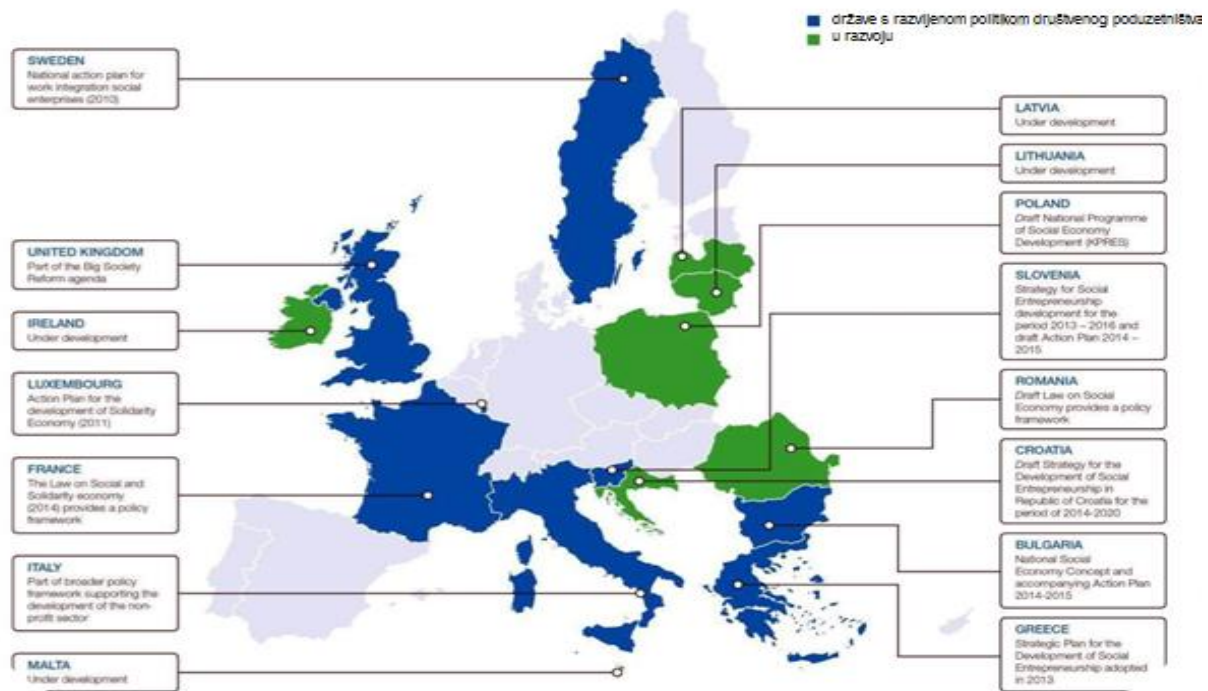 države s razvijenom politikom društvenog poduzetništva
u razvoju
SWEDEN
National action plan for
work integration social
enterprises (2010)
UNITED KINGDOM
Part of the Big Society
Reform agenda
IRELAND
Under development
LUXEMBOURG
Action Plan for the
development of Solidarity
Economy (2011)
FRANCE
The Law on Social and
Solidarity economy
(2014) provides a policy
framework
ITALY
Part of broader policy
framework supporting the
development of the non-
profit sector
MALTA
Under development
LATVIA
Under development
LITHUANIA
Under development
POLAND
Draft National Programme
of Social Economy
Development (KPRES)
SLOVENIA
Strategy for Social
Entrepreneurship
development for the
period 2013 – 2016 and
draft Action Plan 2014 –
2015
ROMANIA
Draft Law on Social
Economy provides a policy
framework
CROATIA
Draft Strategy for the
Development of Social
Entrepreneurship in
Republic of Croatia for the
period of 2014-2020
BULGARIA
National Social
Economy Concept and
accompanying Action Plan
2014-2015
GREECE
Strategic Plan for the
Development of Social
Entrepreneurship adopted
in 2013